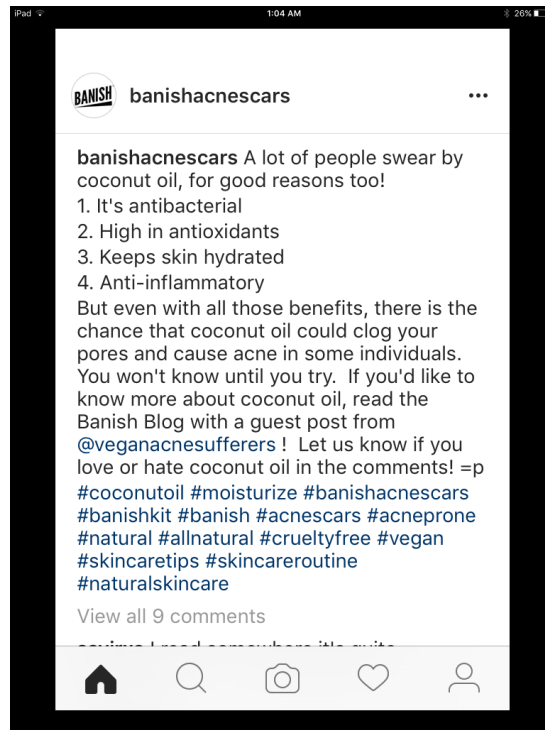 iPad 1:04 AM 26%
BANISH banishacnescars
banishacnescars A lot of people swear by
coconut oil, for good reasons too!
1. It's antibacterial
2. High in antioxidants
3. Keeps skin hydrated
4. Anti-inflammatory
But even with all those benefits, there is the
chance that coconut oil could clog your
pores and cause acne in some individuals.
You won't know until you try.  If you'd like to
know more about coconut oil, read the
Banish Blog with a guest post from
@veganacnesufferers !  Let us know if you
love or hate coconut oil in the comments! =p
#coconutoil #moisturize #banishacnescars
#banishkit #banish #acnescars #acneprone
#natural #allnatural #crueltyfree #vegan
#skincaretips #skincareroutine
#naturalskincare
View all 9 comments
I read somewhere it's quite